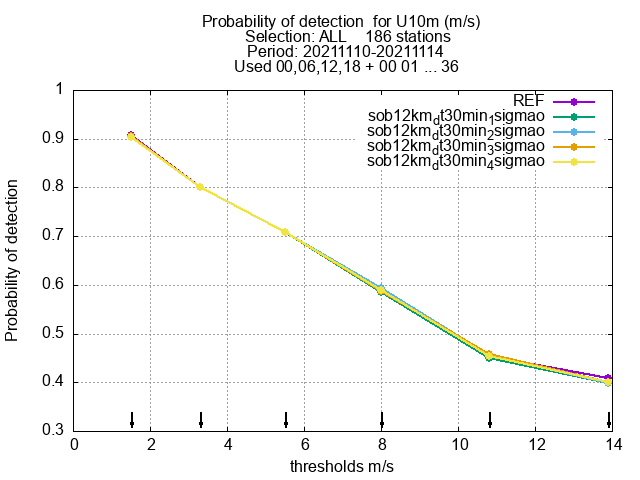 Probability of detection  for U10m (m/s)
Selection: ALL    186 stations
Period: 20211110-20211114
Used 00,06,12,18 + 00 01 ... 36
REF
sob12km_dt30min_1sigmao
sob12km_dt30min_2sigmao
sob12km_dt30min_3sigmao
sob12km_dt30min_4sigmao
Probability of detection
1
0.9
0.8
0.7
0.6
0.5
0.4
0.3
0 2 4 6 8 10 12 14
thresholds m/s